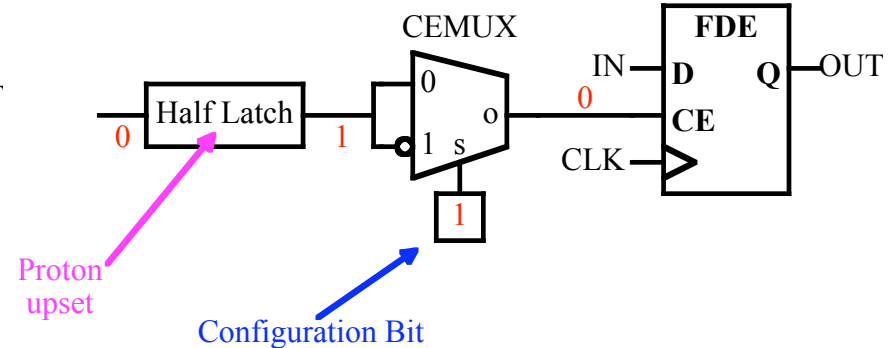 CEMUX
FDE
IN
D
Q
OUT
Half Latch
0
1
0
1
s
o
0
CE
CLK
1
Proton
upset
Configuration Bit